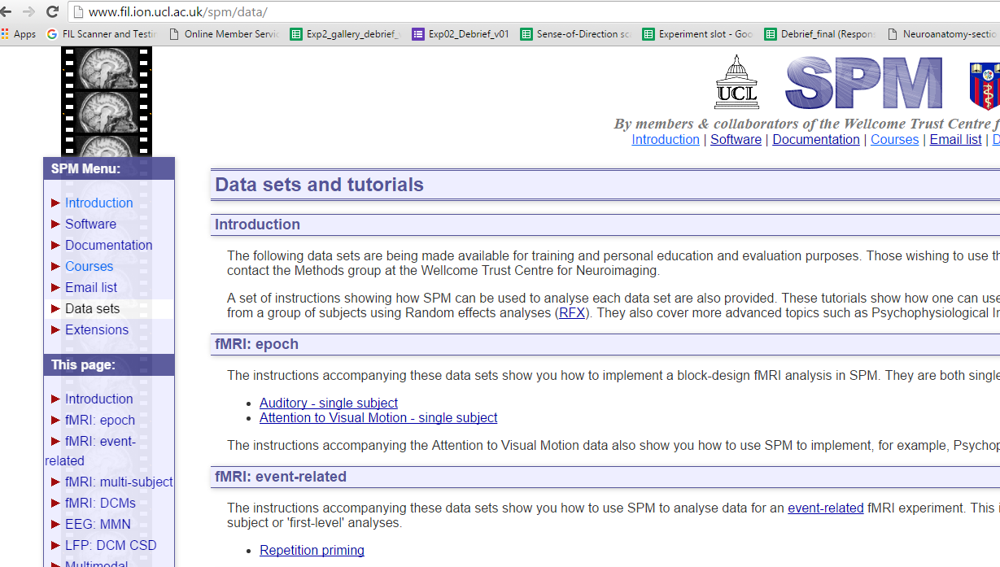 www.fil.ion.ucl.ac.uk/spm/data/
Apps FIL Scanner and Testin Online Member Servic Exp2_gallery_debrief_v Exp02_Debrief_v01 Sense-of-Direction sca Experiment slot - Goo Debrief_final (Respons Neuroanatomy-sectio
UCL SPM
By members & collaborators of the Wellcome Trust Centre f
Introduction | Software | Documentation | Courses | Email list | D
SPM Menu:
Introduction
Software
Documentation
Courses
Email list
Data sets
Extensions
This page:
Introduction
fMRI: epoch
fMRI: event-
related
fMRI: multi-subject
fMRI: DCMs
EEG: MMN
LFP: DCM CSD
Multimodal
Data sets and tutorials
Introduction
The following data sets are being made available for training and personal education and evaluation purposes. Those wishing to use th
contact the Methods group at the Wellcome Trust Centre for Neuroimaging.
A set of instructions showing how SPM can be used to analyse each data set are also provided. These tutorials show how one can use
from a group of subjects using Random effects analyses (RFX). They also cover more advanced topics such as Psychophysiological In
fMRI: epoch
The instructions accompanying these data sets show you how to implement a block-design fMRI analysis in SPM. They are both single
• Auditory - single subject
• Attention to Visual Motion - single subject
The instructions accompanying the Attention to Visual Motion data also show you how to use SPM to implement, for example, Psychop
fMRI: event-related
The instructions accompanying these data sets show you how to use SPM to analyse data for an event-related fMRI experiment. This i
subject or 'first-level' analyses.
• Repetition priming